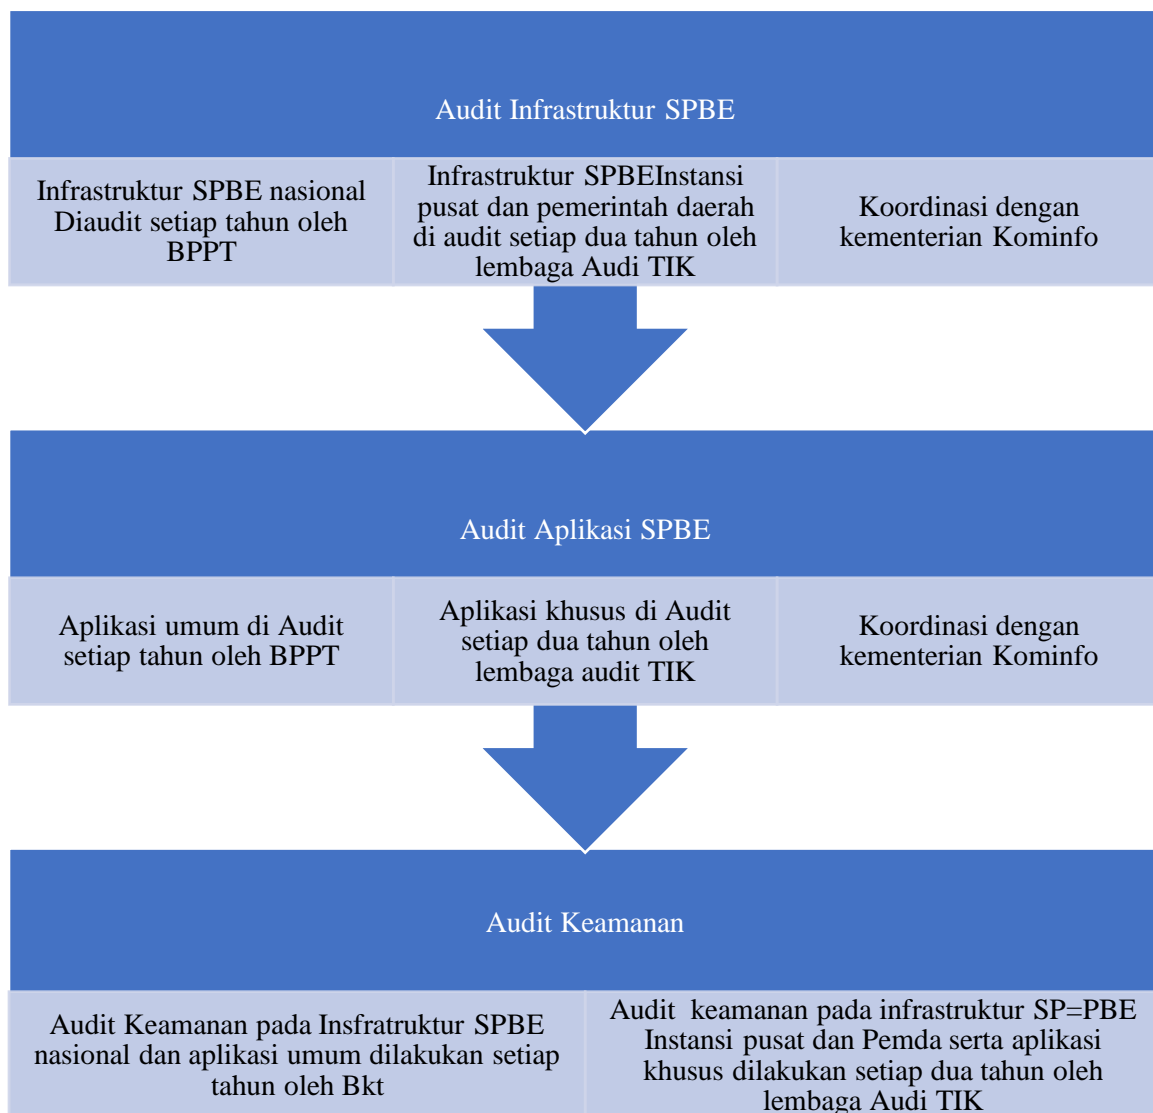 Audit Infrastruktur SPBE
Infrastruktur SPBE nasional
Diaudit setiap tahun oleh
BPPT
Infrastruktur SPBEInstansi
pusat dan pemerintah daerah
di audit setiap dua tahun oleh
lembaga Audi TIK
Koordinasi dengan
kementerian Kominfo
Audit Aplikasi SPBE
Aplikasi umum di Audit
setiap tahun oleh BPPT
Aplikasi khusus di Audit
setiap dua tahun oleh
lembaga audit TIK
Koordinasi dengan
kementerian Kominfo
Audit Keamanan
Audit Keamanan pada Insfratruktur SPBE
nasional dan aplikasi umum dilakukan setiap
tahun oleh Bkt
Audit keamanan pada infrastruktur SP=PBE
Instansi pusat dan Pemda serta aplikasi
khusus dilakukan setiap dua tahun oleh
lembaga Audi TIK